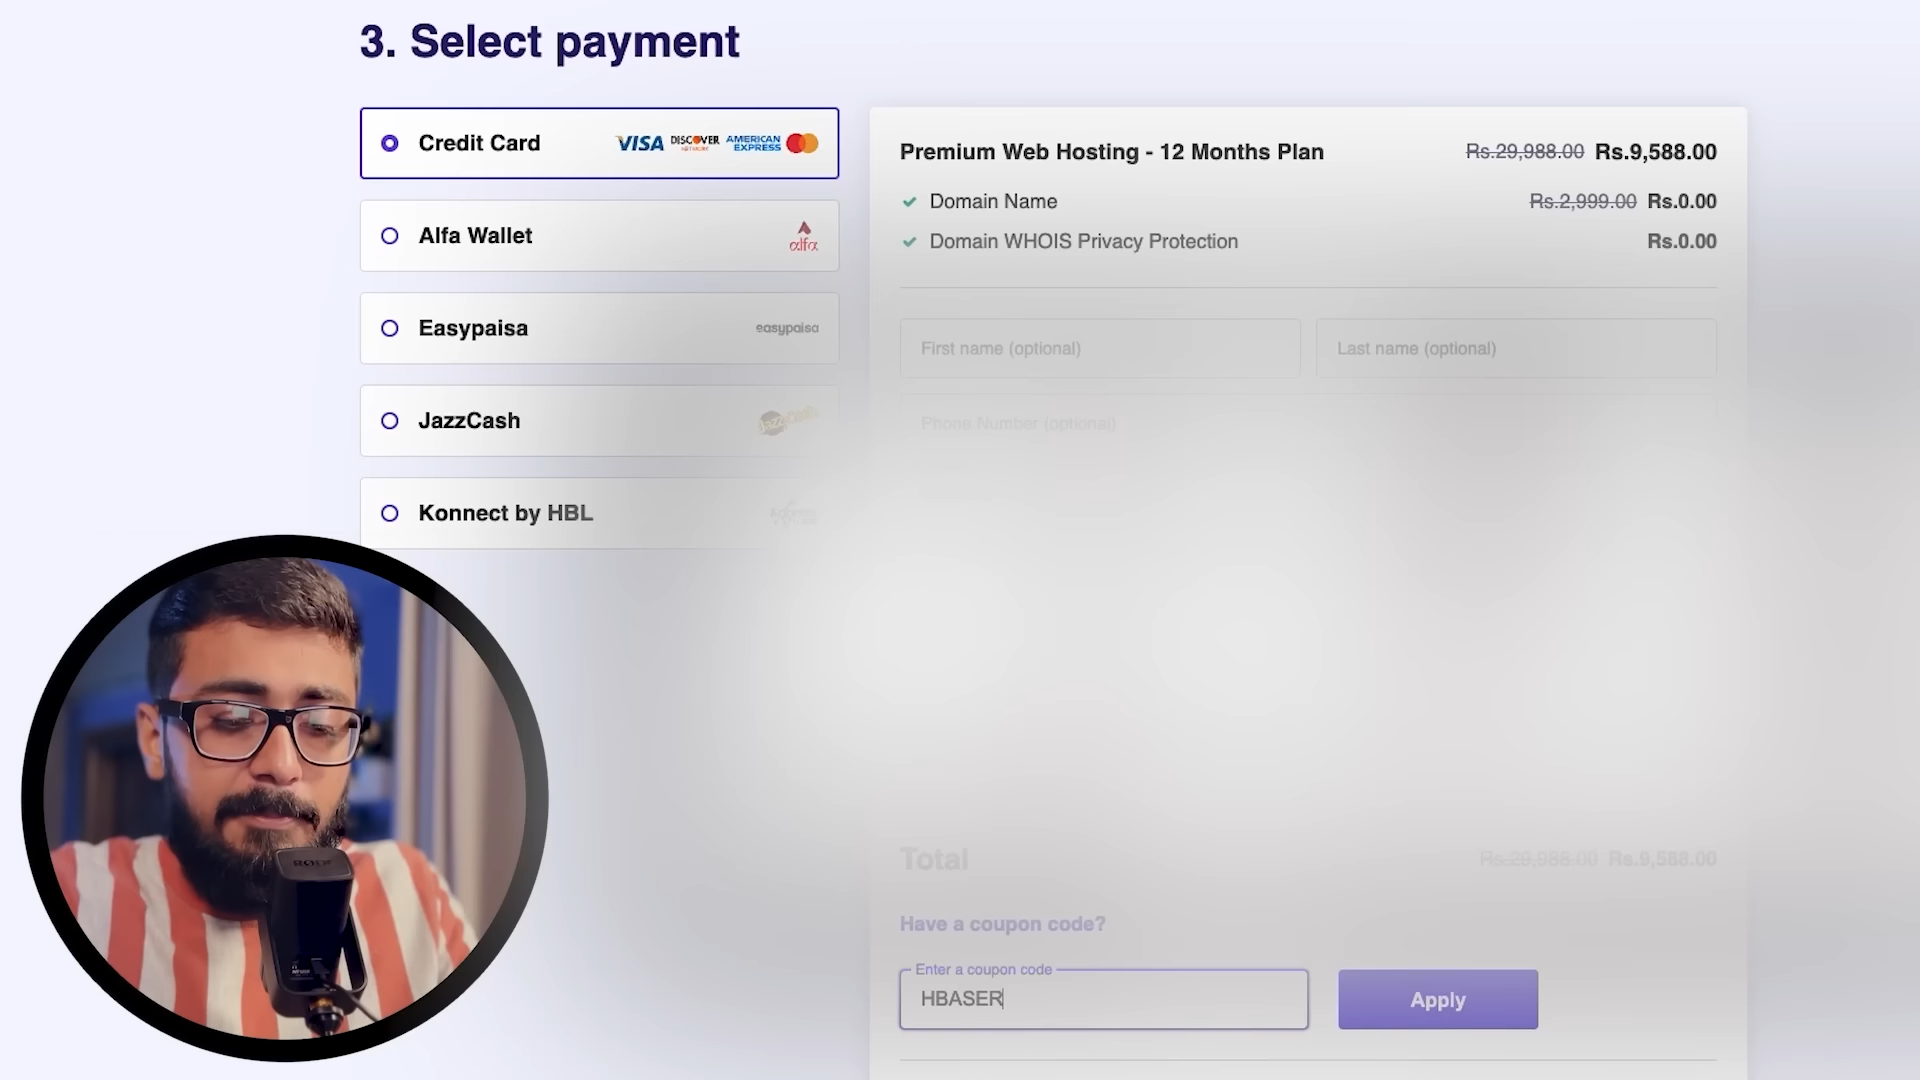 3. Select payment
Credit Card VISA DISCOVER NETWORK AMERICAN EXPRESS
Alfa Wallet alfa
Easypaisa easypaisa
JazzCash JazzCash
Konnect by HBL
Premium Web Hosting - 12 Months Plan Rs.29,988.00 Rs.9,588.00
Domain Name Rs.2,999.00 Rs.0.00
Domain WHOIS Privacy Protection Rs.0.00
First name (optional) Last name (optional)
Phone Number (optional)
Total Rs.29,988.00 Rs.9,588.00
Have a coupon code?
Enter a coupon code
HBASER
Apply
RODE